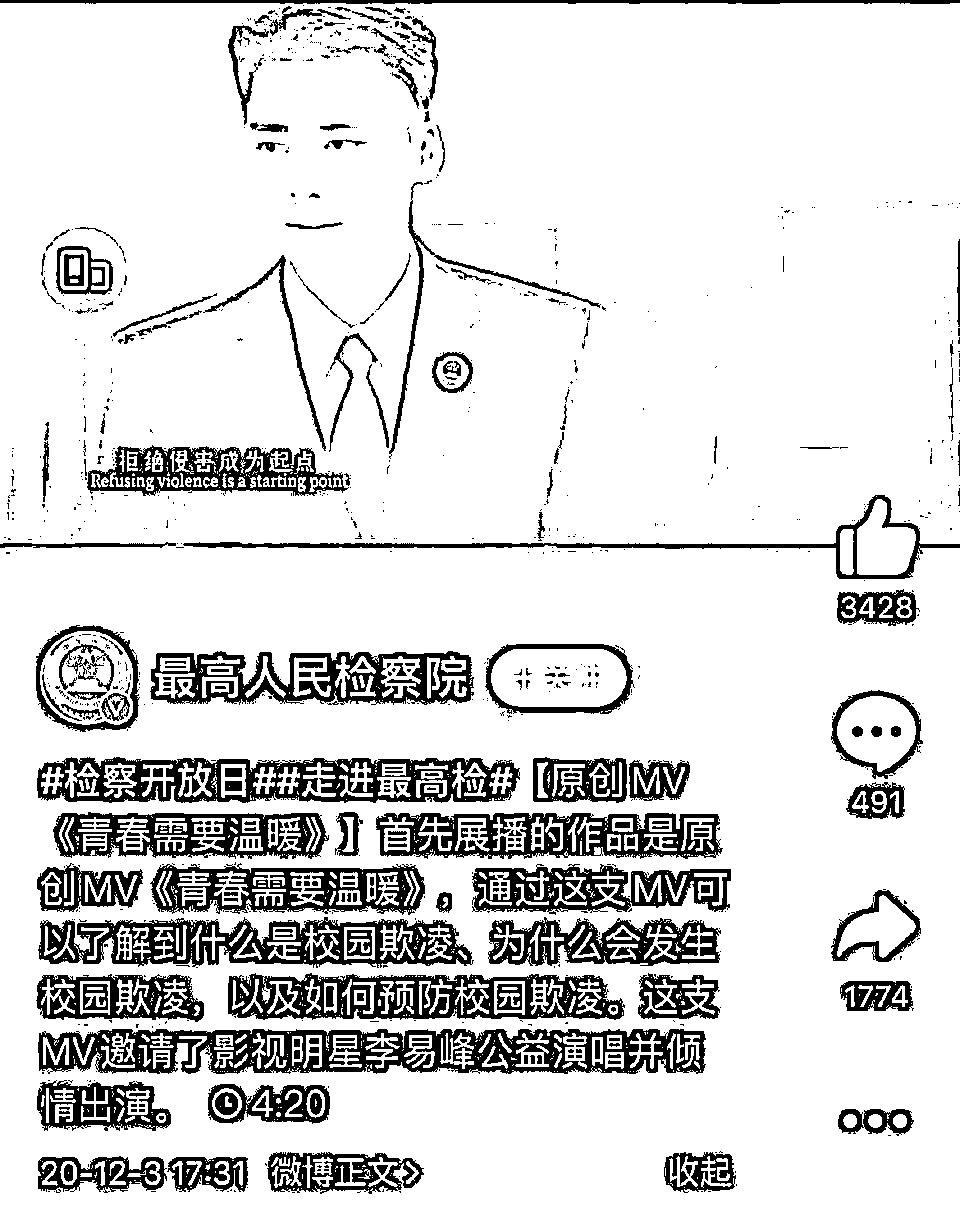 拒绝侵害成为起点
Refusing violence is a starting point
3428
最高人民检察院
#检察开放日##走进最高检#【原创MV
491
《青春需要温暖》】首先展播的作品是原
创MV《青春需要温暖》，通过这支MV可
以了解到什么是校园欺凌、为什么会发生
校园欺凌，以及如何预防校园欺凌。这支
1774
MV邀请了影视明星李易峰公益演唱并倾
情出演。 4:20
20-12-3 17:31 微博正文>
收起